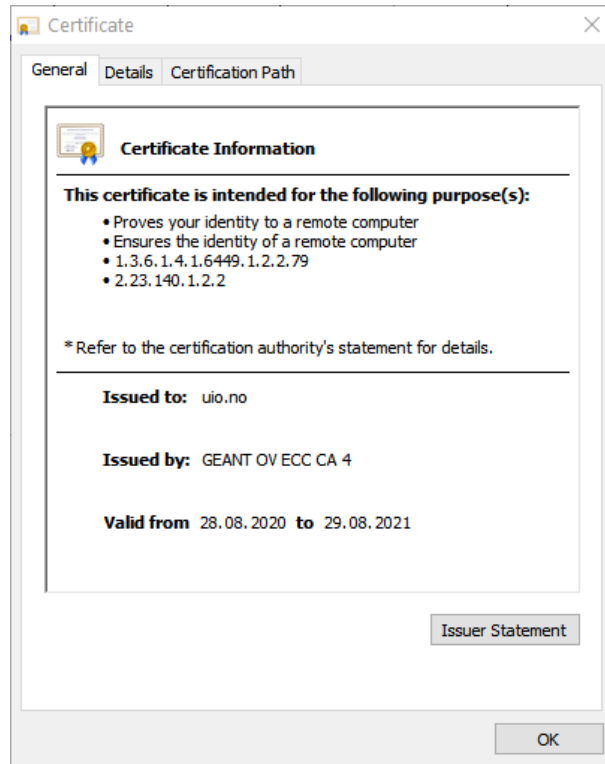 Certificate
General Details Certification Path
Certificate Information
This certificate is intended for the following purpose(s):
• Proves your identity to a remote computer
• Ensures the identity of a remote computer
• 1.3.6.1.4.1.6449.1.2.2.79
• 2.23.140.1.2.2
* Refer to the certification authority's statement for details.
Issued to: uio.no
Issued by: GEANT OV ECC CA 4
Valid from 28.08.2020 to 29.08.2021
Issuer Statement
OK